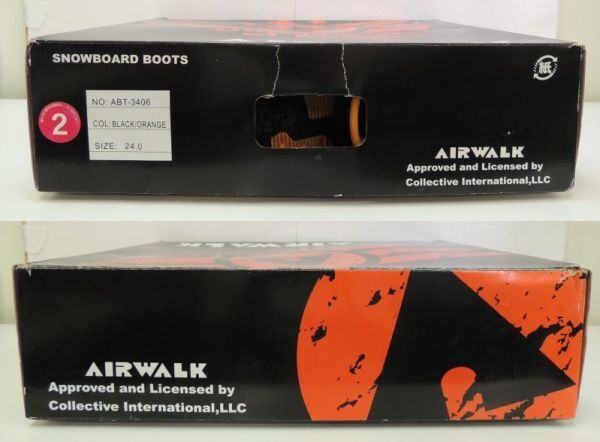 SNOWBOARD BOOTS
紙
2
NO: ABT-3406
COL: BLACK/ORANGE
SIZE: 24.0
AIRWALK
Approved and Licensed by
Collective International,LLC
AIRWALK
AIRWALK
Approved and Licensed by
Collective International,LLC